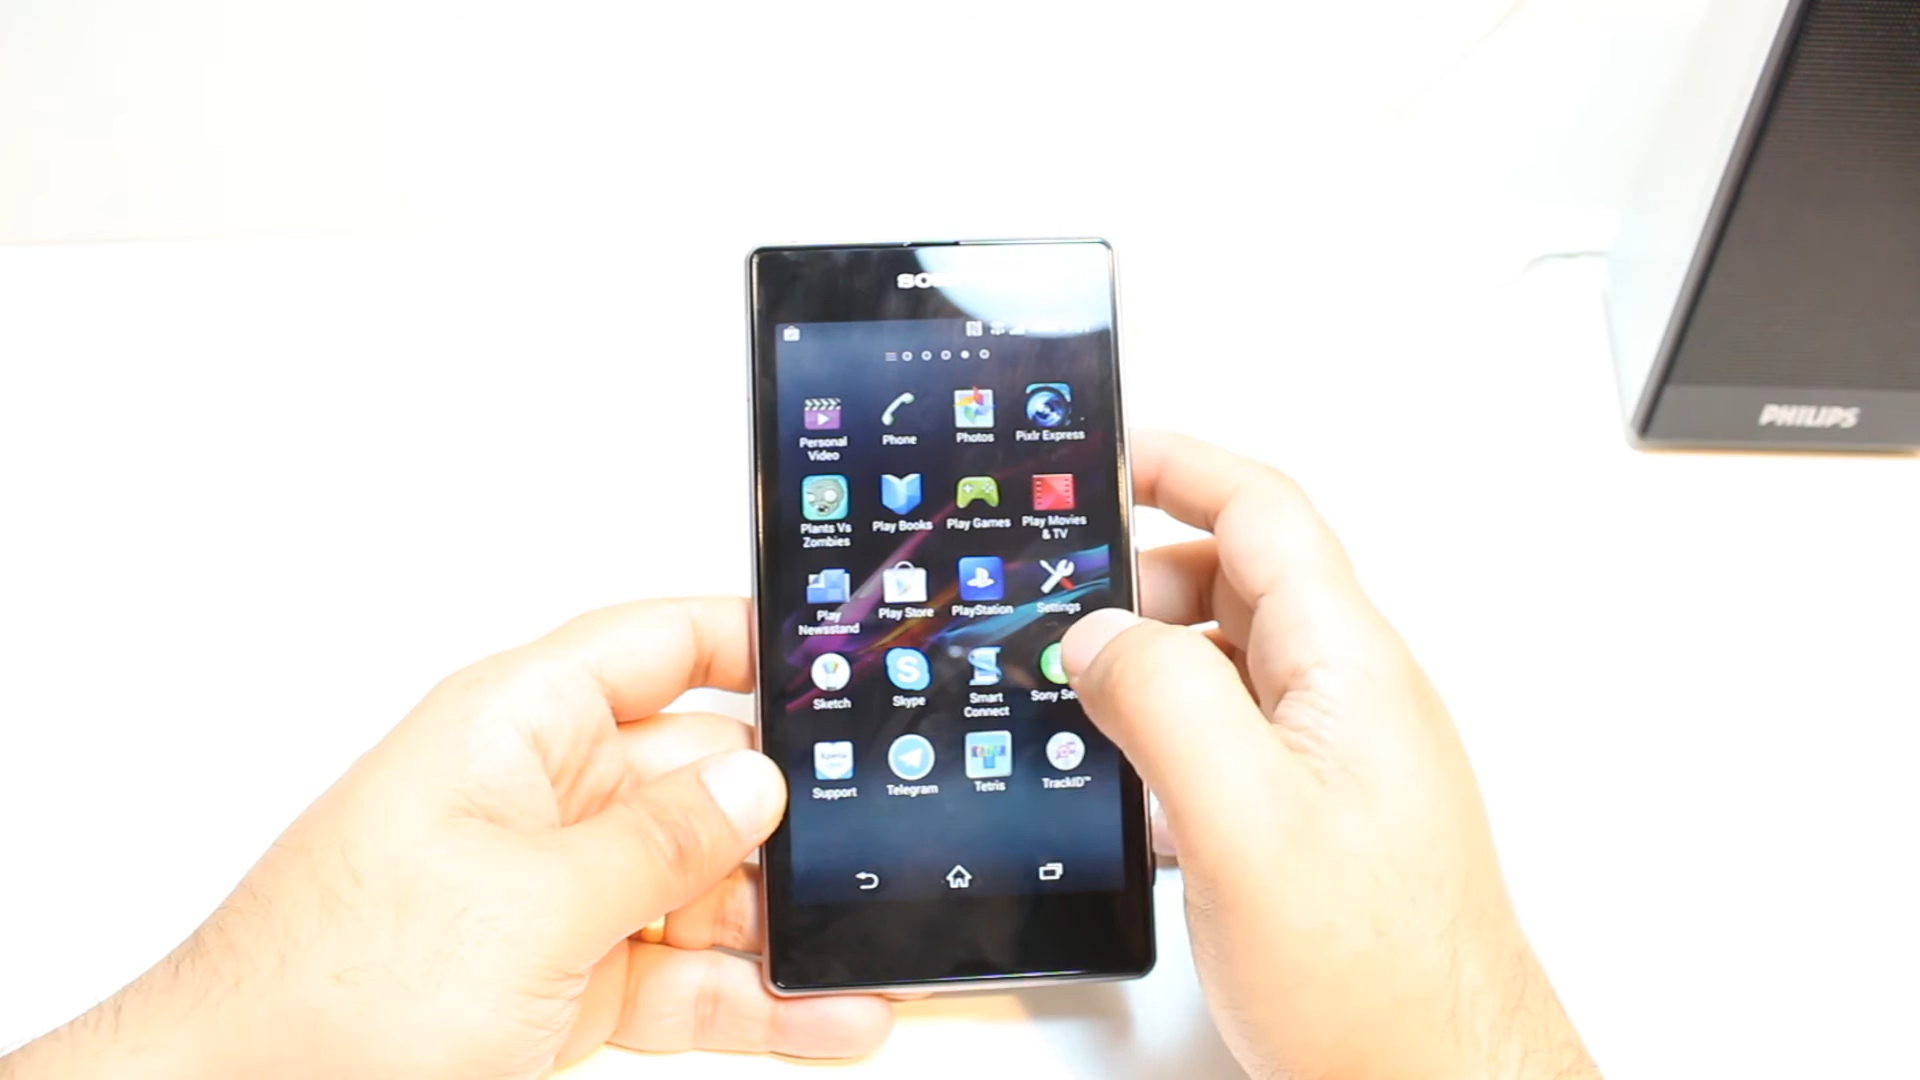 Personal Video
Phone
Photos
Pixlr Express
Plants Vs Zombies
Play Books
Play Games
Play Movies & TV
Play Newsstand
Play Store
PlayStation
Settings
Sketch
Skype
Smart Connect
Sony
Support
Telegram
Tetris
TrackID™
PHILIPS